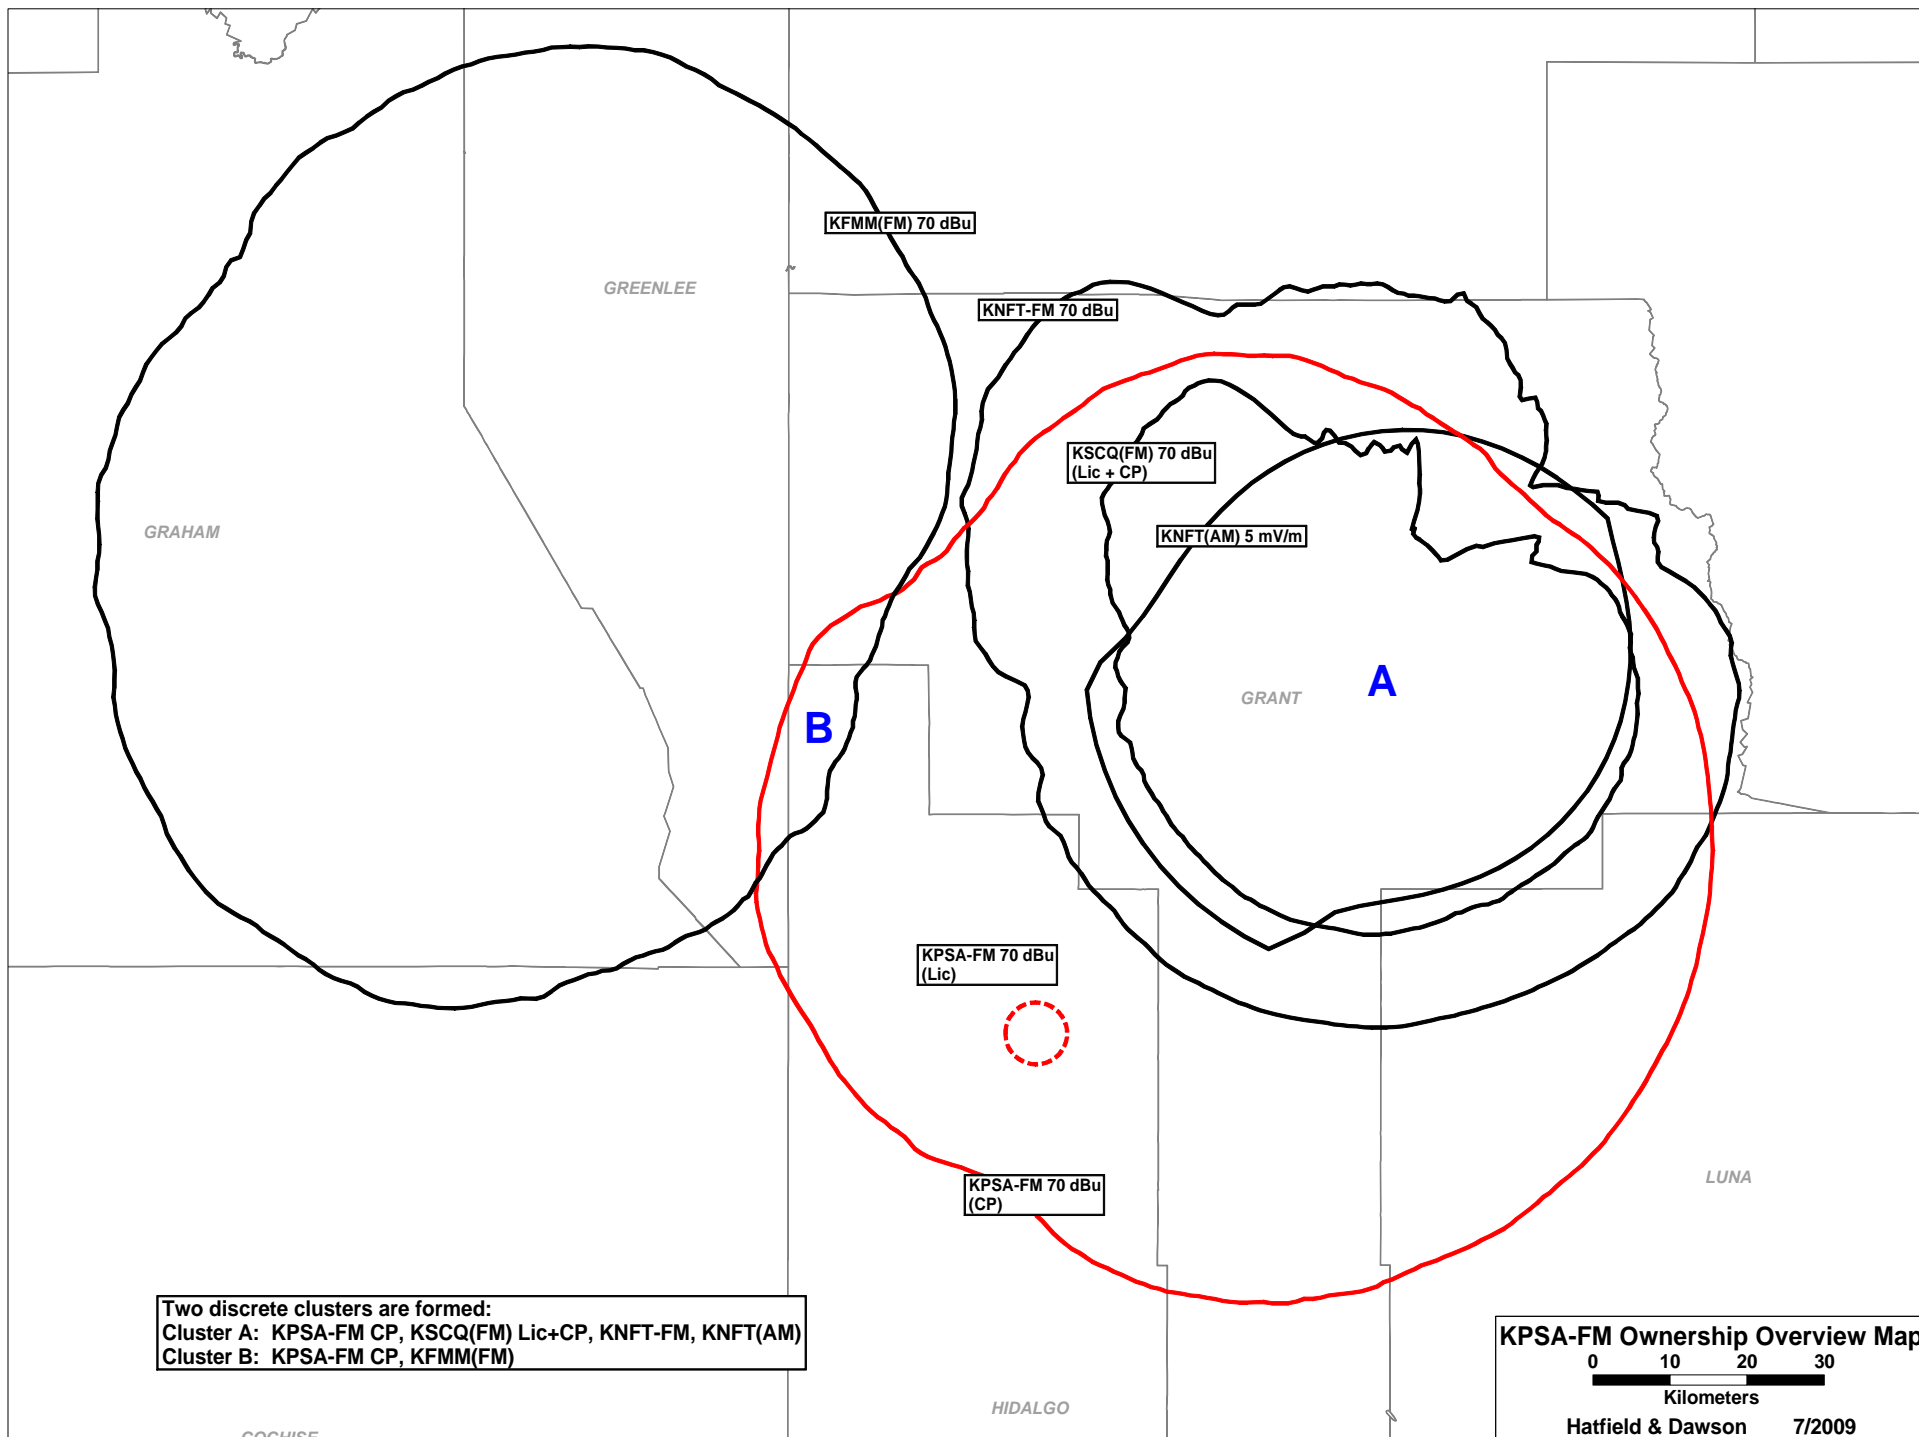 KFMM(FM) 70 dBu
GREENLEE
KNFT-FM 70 dBu
KSCQ(FM) 70 dBu
(Lic + CP)
GRAHAM
KNFT(AM) 5 mV/m
A
GRANT
B
KPSA-FM 70 dBu
(Lic)
LUNA
KPSA-FM 70 dBu
(CP)
Two discrete clusters are formed:
Cluster A: KPSA-FM CP, KSCQ(FM) Lic+CP, KNFT-FM, KNFT(AM)
Cluster B: KPSA-FM CP, KFMM(FM)
KPSA-FM Ownership Overview Map
0 10 20 30
Kilometers
Hatfield & Dawson 7/2009
HIDALGO
COCHISE